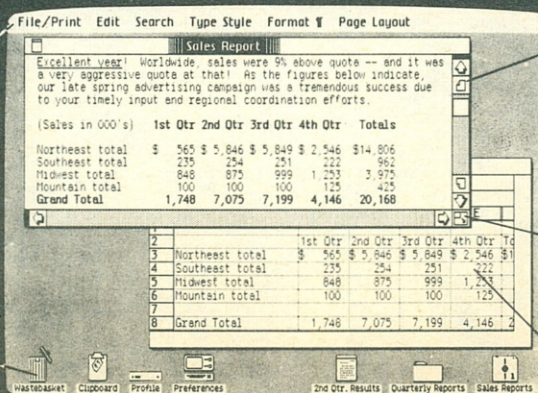 File/Print Edit Search Type Style Format Page Layout
Sales Report
Excellent year! Worldwide, sales were 9% above quota -- and it was
a very aggressive quota at that! As the figures below indicate,
our late spring advertising campaign was a tremendous success due
to your timely input and regional coordination efforts.
(Sales in 000's) 1st Qtr 2nd Qtr 3rd Qtr 4th Qtr Totals
Northeast total $ 565 $ 5,846 $ 5,849 $ 2,546 $14,806
Southeast total 235 254 251 222 962
Midwest total 848 875 999 1,253 3,975
Mountain total 100 100 100 125 425
Grand Total 1,748 7,075 7,199 4,146 20,168
E
1
2 1st Qtr 2nd Qtr 3rd Qtr 4th Qtr To
3 Northeast total $ 565 $ 5,846 $ 5,849 $ 2,546 $1
4 Southeast total 235 254 251 222
5 Midwest total 848 875 999 1,253
6 Mountain total 100 100 100 125
7
8 Grand Total 1,748 7,075 7,199 4,146 2
Wastebasket Clipboard Profile Preferences 2nd Qtr. Results Quarterly Reports Sales Reports